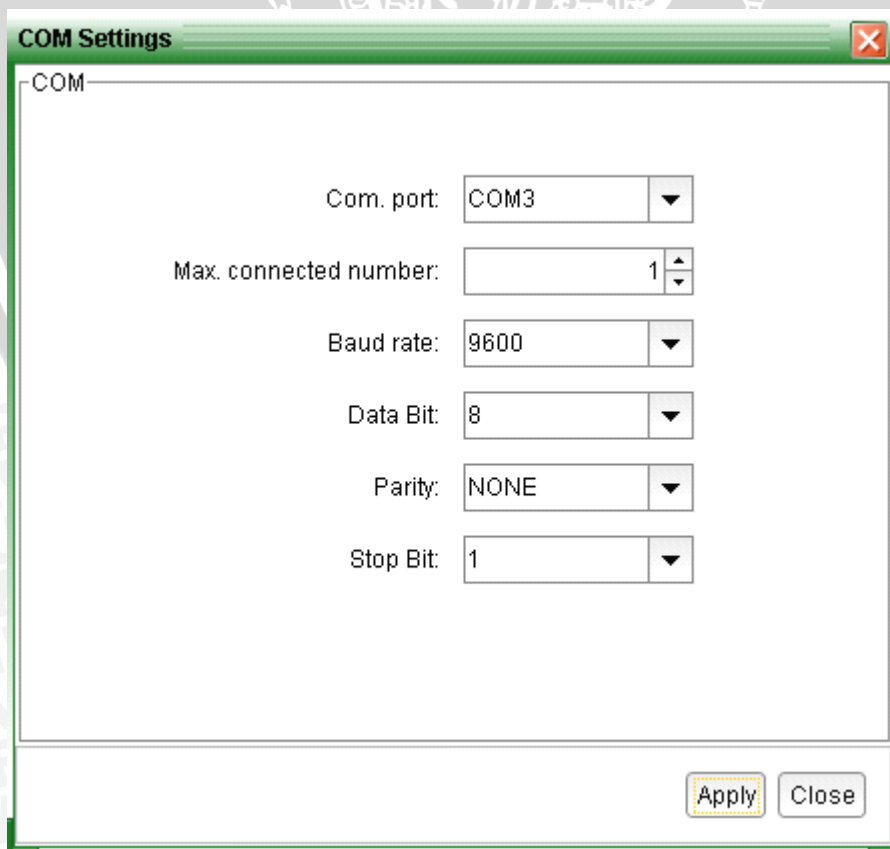 COM Settings
COM
Com. port: COM3
Max. connected number: 1
Baud rate: 9600
Data Bit: 8
Parity: NONE
Stop Bit: 1
Apply Close